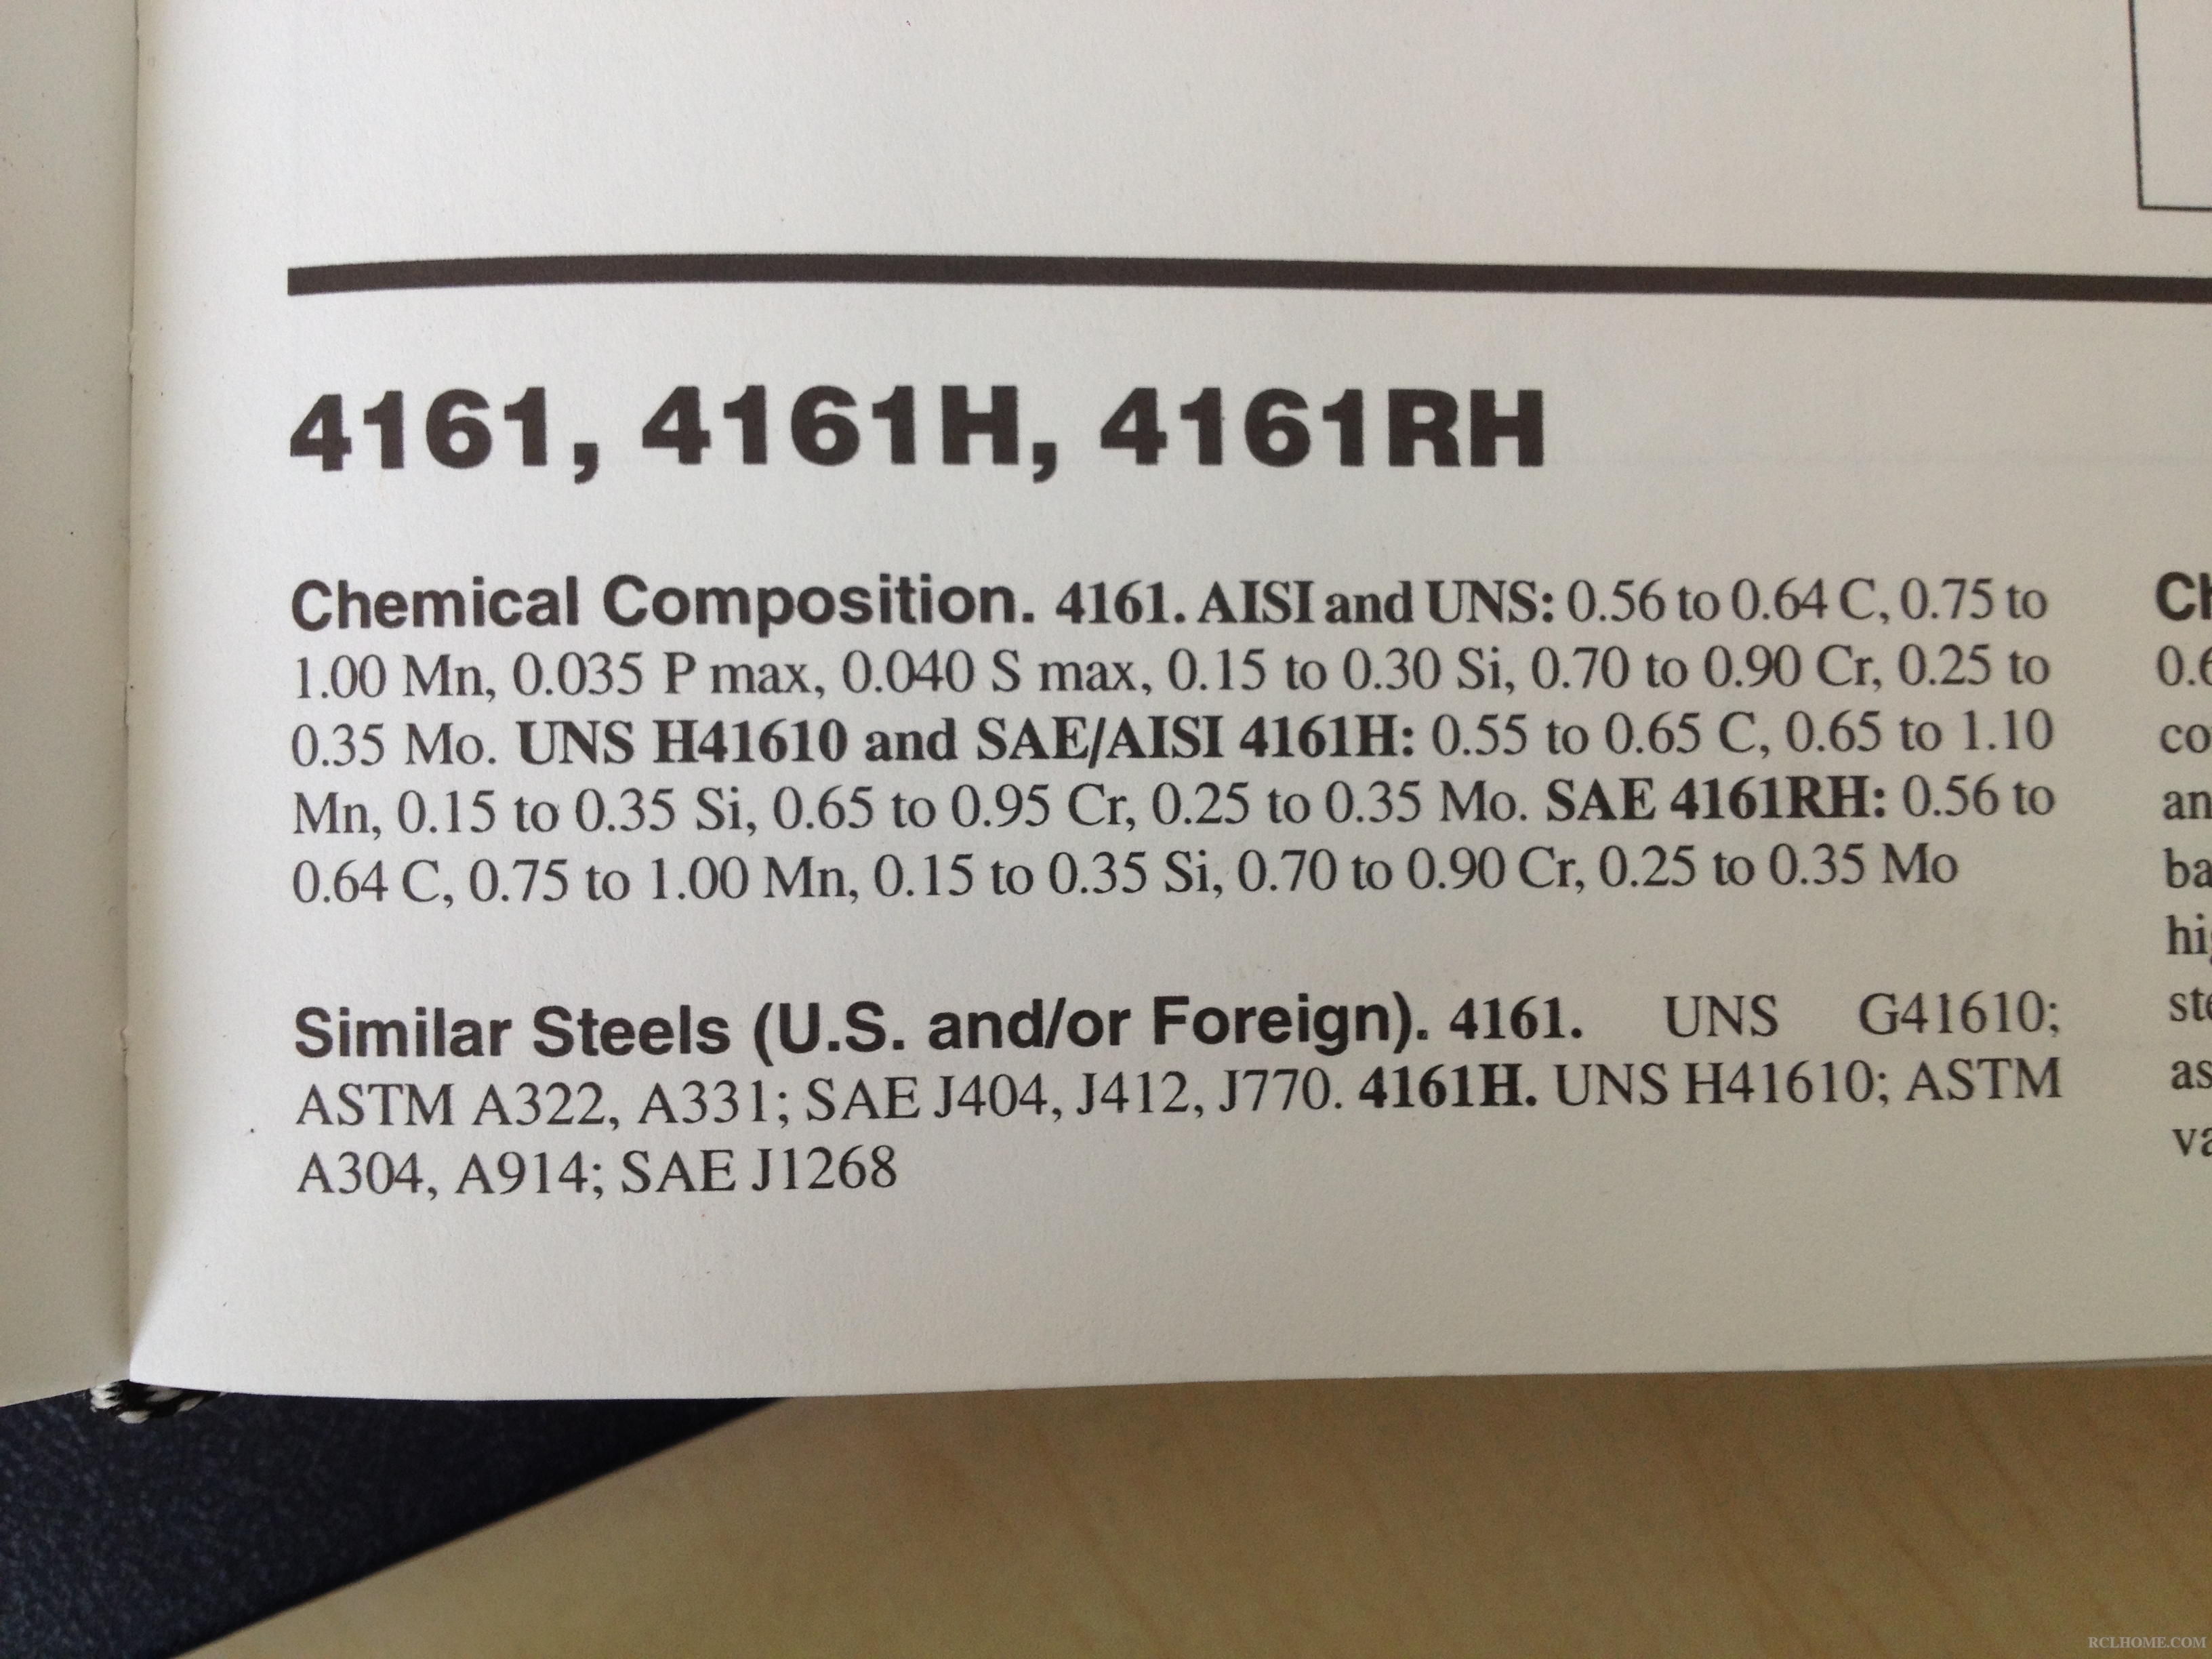 4161, 4161H, 4161RH
Chemical Composition. 4161. AISI and UNS: 0.56 to 0.64 C, 0.75 to
1.00 Mn, 0.035 P max, 0.040 S max, 0.15 to 0.30 Si, 0.70 to 0.90 Cr, 0.25 to
0.35 Mo. UNS H41610 and SAE/AISI 4161H: 0.55 to 0.65 C, 0.65 to 1.10
Mn, 0.15 to 0.35 Si, 0.65 to 0.95 Cr, 0.25 to 0.35 Mo. SAE 4161RH: 0.56 to
0.64 C, 0.75 to 1.00 Mn, 0.15 to 0.35 Si, 0.70 to 0.90 Cr, 0.25 to 0.35 Mo
Similar Steels (U.S. and/or Foreign). 4161. UNS G41610;
ASTM A322, A331; SAE J404, J412, J770. 4161H. UNS H41610; ASTM
A304, A914; SAE J1268
RCLHOME.COM